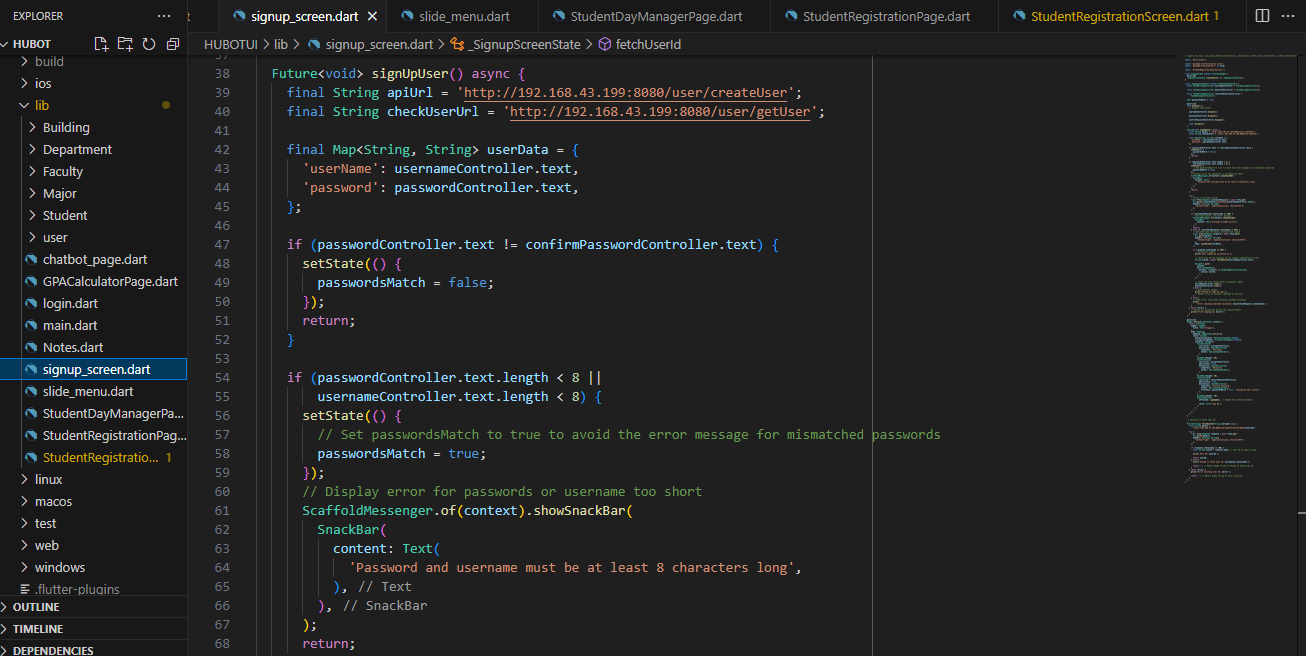 EXPLORER
signup_screen.dart
slide_menu.dart
StudentDayManagerPage.dart
StudentRegistrationPage.dart
StudentRegistrationScreen.dart 1
HUBOT
build
ios
lib
Building
Department
Faculty
Major
Student
user
chatbot_page.dart
GPACalculatorPage.dart
login.dart
main.dart
Notes.dart
signup_screen.dart
slide_menu.dart
StudentDayManagerPa...
StudentRegistrationPag...
StudentRegistratio... 1
linux
macos
test
web
windows
.flutter-plugins
OUTLINE
TIMELINE
DEPENDENCIES
HUBOTUI > lib > signup_screen.dart > _SignupScreenState > fetchUserId
37
38 Future<void> signUpUser() async {
39 final String apiUrl = 'http://192.168.43.199:8080/user/createUser';
40 final String checkUserUrl = 'http://192.168.43.199:8080/user/getUser';
41
42 final Map<String, String> userData = {
43 'userName': usernameController.text,
44 'password': passwordController.text,
45 };
46
47 if (passwordController.text != confirmPasswordController.text) {
48 setState(() {
49 passwordsMatch = false;
50 });
51 return;
52 }
53
54 if (passwordController.text.length < 8 ||
55 usernameController.text.length < 8) {
56 setState(() {
57 // Set passwordsMatch to true to avoid the error message for mismatched passwords
58 passwordsMatch = true;
59 });
60 // Display error for passwords or username too short
61 ScaffoldMessenger.of(context).showSnackBar(
62 SnackBar(
63 content: Text(
64 'Password and username must be at least 8 characters long',
65 ), // Text
66 ), // SnackBar
67 );
68 return;